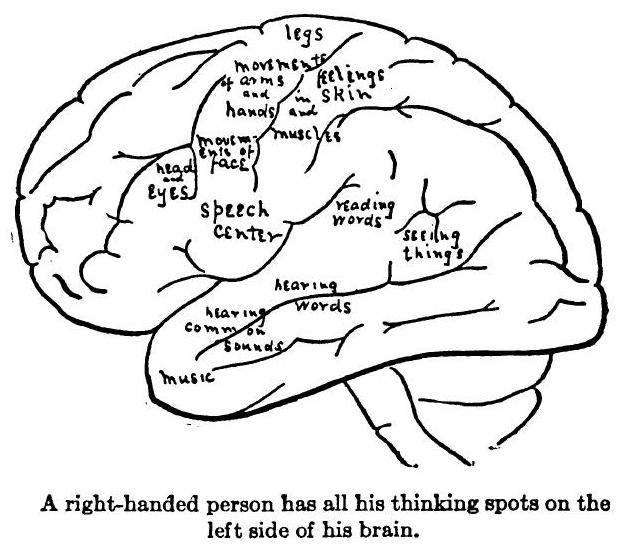 legs
movements
of arms
and
hands
feelings
in skin
and
muscles
movem-
ents of
face
head
and
eyes
speech
center
reading
words
seeing
things
hearing
words
hearing
common
sounds
music
A right-handed person has all his thinking spots on the
left side of his brain.